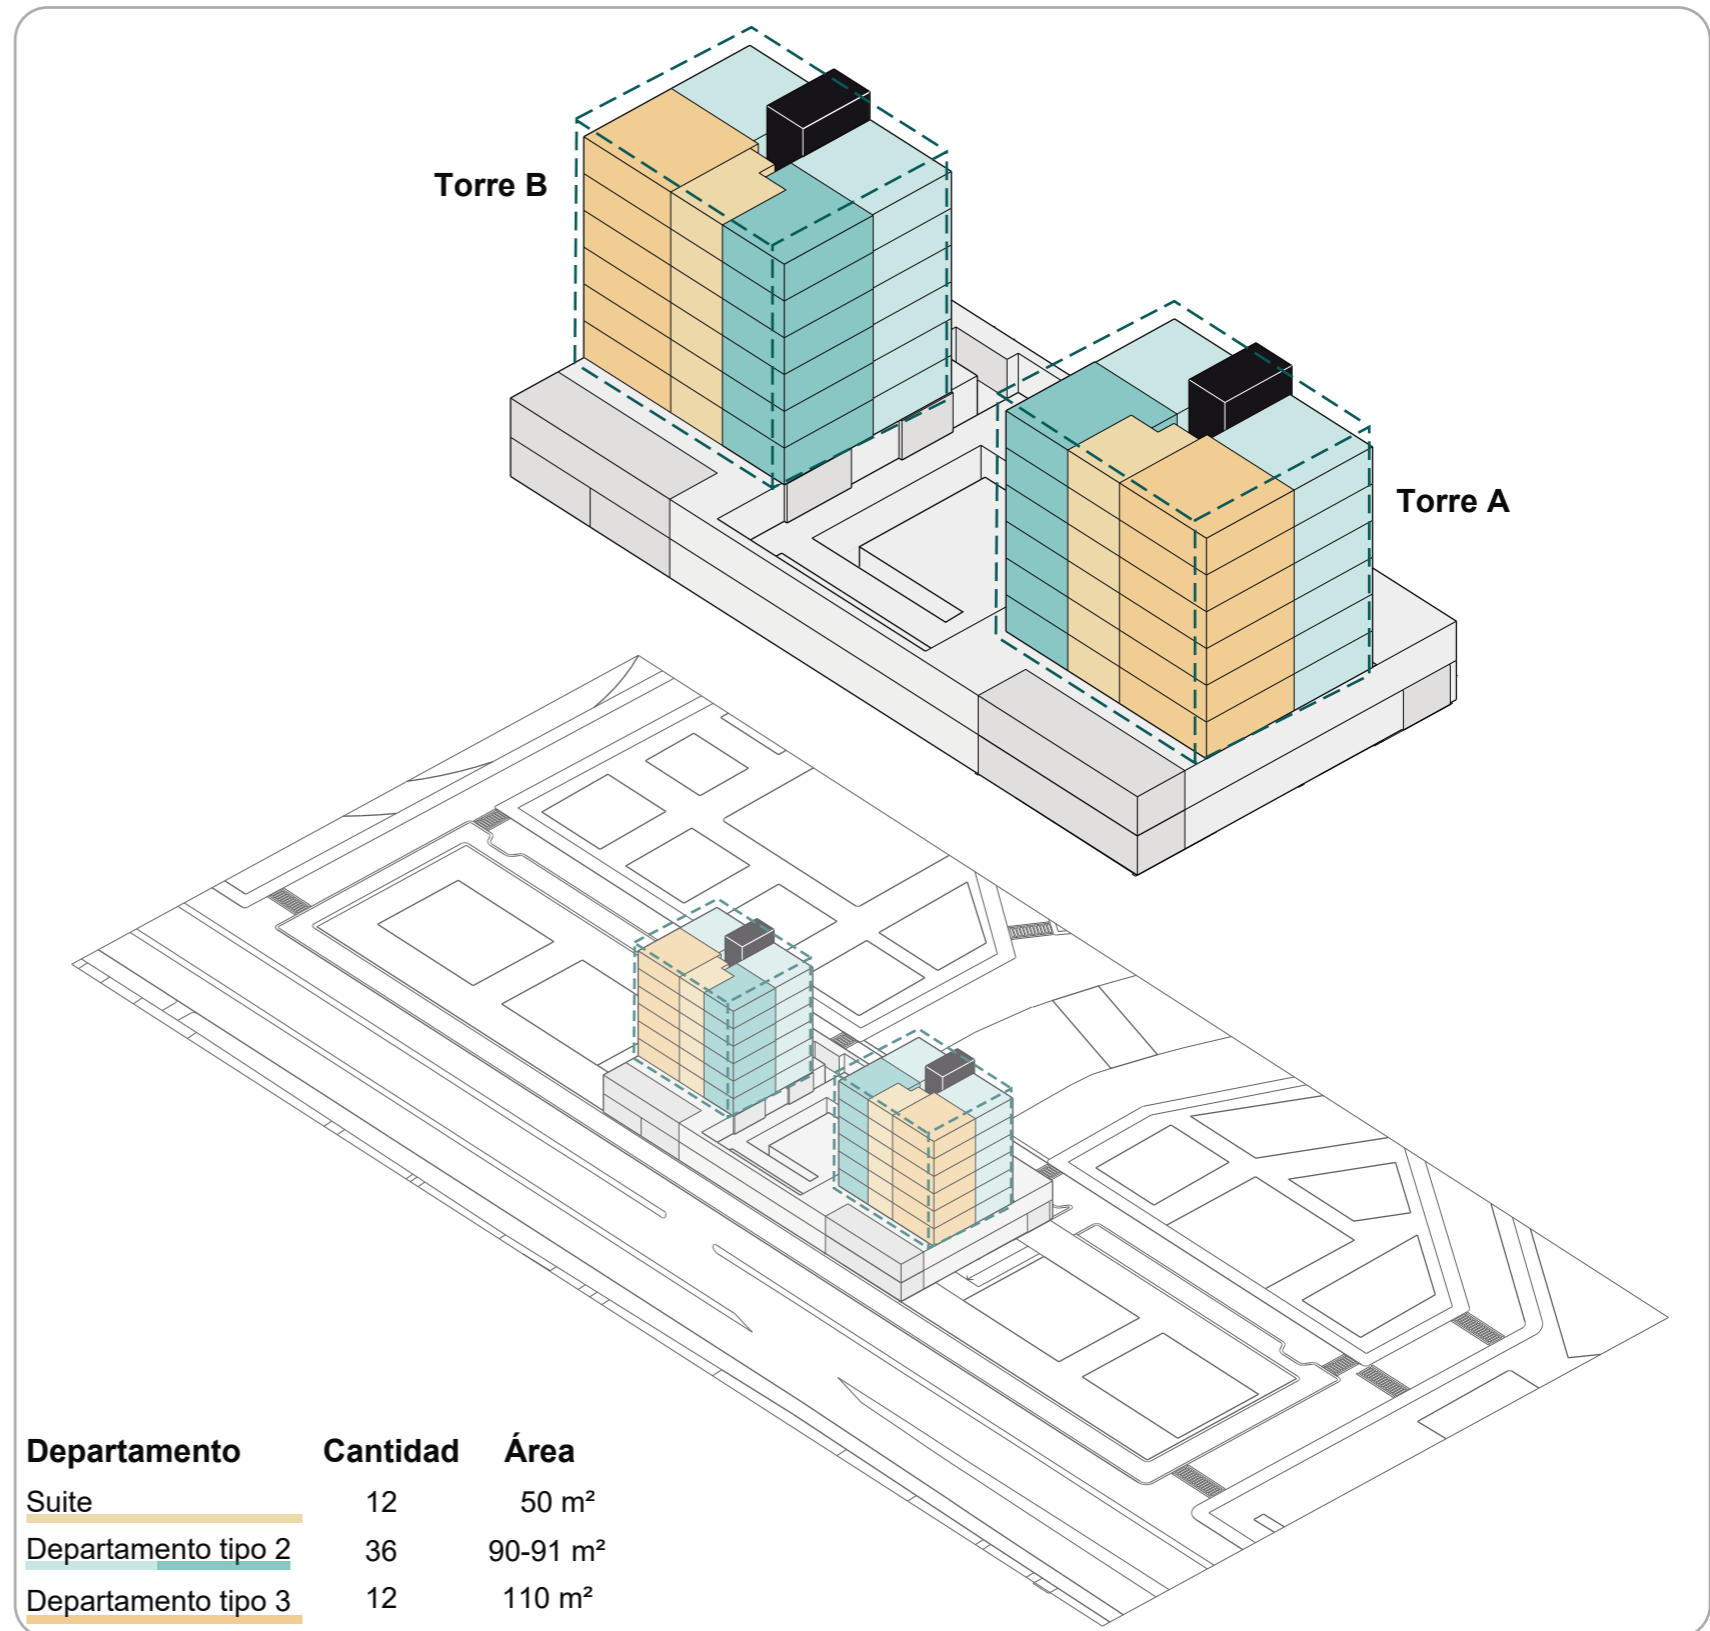 Torre B
Torre A
Departamento Cantidad Área
Suite 12 50 m²
Departamento tipo 2 36 90-91 m²
Departamento tipo 3 12 110 m²